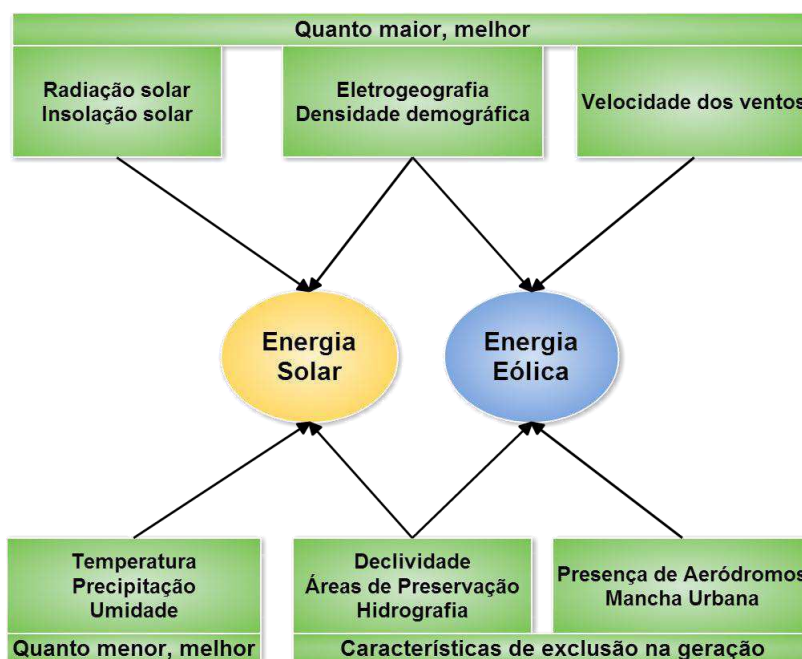 Quanto maior, melhor
Radiação solar
Insolação solar
Eletrogeografia
Densidade demográfica
Velocidade dos ventos
Energia
Solar
Energia
Eólica
Temperatura
Precipitação
Umidade
Quanto menor, melhor
Declividade
Áreas de Preservação
Hidrografia
Presença de Aeródromos
Mancha Urbana
Características de exclusão na geração